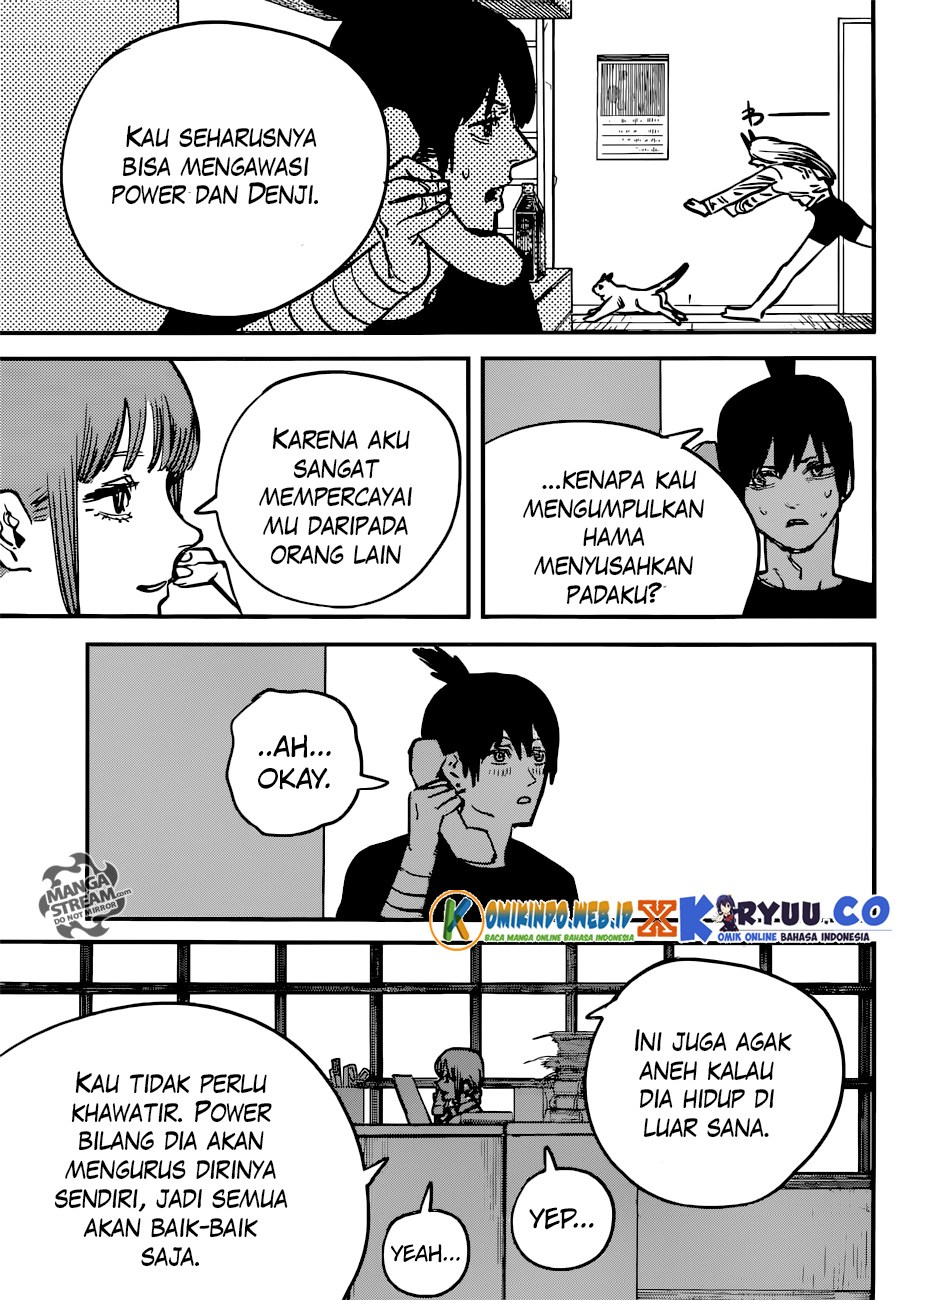 KAU SEHARUSNYA
BISA MENGAWASI
POWER DAN DENJI.
わ
...KENAPA KAU
MENGUMPULKAN
HAMA
MENYUSAHKAN
PADAKU?
KARENA AKU
SANGAT
MEMPERCAYAI
MU DARIPADA
ORANG LAIN
..AH...
OKAY.
MANGA
STREAM.com
DO NOT MIRROR
KOMIKINDO.WEB.ID X KIRYUU.CO
BACA MANGA ONLINE BAHASA INDONESIA
OMIK ONLINE BAHASA INDONESIA
INI JUGA AGAK
ANEH KALAU
DIA HIDUP DI
LUAR SANA.
YEP...
KAU TIDAK PERLU
KHAWATIR. POWER
BILANG DIA AKAN
MENGURUS DIRINYA
SENDIRI, JADI SEMUA
AKAN BAIK-BAIK
SAJA.
YEAH...